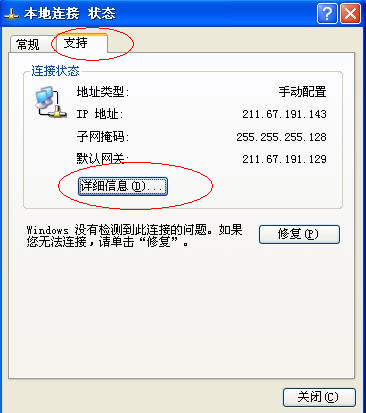 本地连接 状态
常规 支持
连接状态
地址类型: 手动配置
IP 地址: 211.67.191.143
子网掩码: 255.255.255.128
默认网关: 211.67.191.129
详细信息(D)...
Windows 没有检测到此连接的问题。如果
您无法连接，请单击“修复”。
修复(P)
关闭(C)